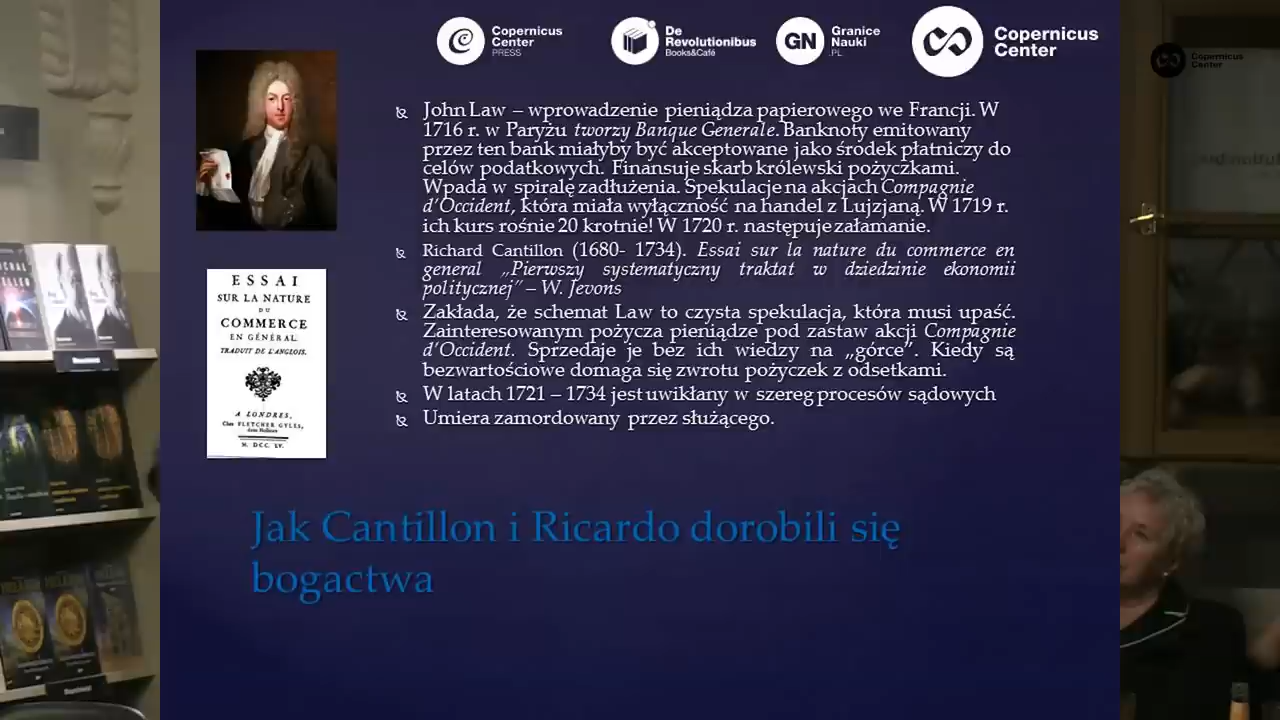 Copernicus
Center
PRESS
De
Revolutionibus
Books&Café
GN
Granice
Nauki
.PL
Copernicus
Center
Copernicus
Center
John Law – wprowadzenie pieniądza papierowego we Francji. W
1716 r. w Paryżu tworzy Banque Generale. Banknoty emitowany
przez ten bank miałyby być akceptowane jako środek płatniczy do
celów podatkowych. Finansuje skarb królewski pożyczkami.
Wpada w spiralę zadłużenia. Spekulacje na akcjach Compagnie
d'Occident, która miała wyłączność na handel z Lujzjaną. W 1719 r.
ich kurs rośnie 20 krotnie! W 1720 r. następuje załamanie.
Richard Cantillon (1680- 1734). Essai sur la nature du commerce en
general „Pierwszy systematyczny traktat w dziedzinie ekonomii
politycznej" – W. Jevons
Zakłada, że schemat Law to czysta spekulacja, która musi upaść.
Zainteresowanym pożycza pieniądze pod zastaw akcji Compagnie
d'Occident. Sprzedaje je bez ich wiedzy na „górce". Kiedy są
bezwartościowe domaga się zwrotu pożyczek z odsetkami.
W latach 1721 – 1734 jest uwikłany w szereg procesów sądowych
Umiera zamordowany przez służącego.
ESSAI
SUR LA NATURE
DU
COMMERCE
EN GÉNÉRAL.
TRADUIT DE L'ANGLOIS.
A LONDRES,
Chez FLETCHER GYLES,
dans Holborn
M. DCC. LV.
Jak Cantillon i Ricardo dorobili się
bogactwa